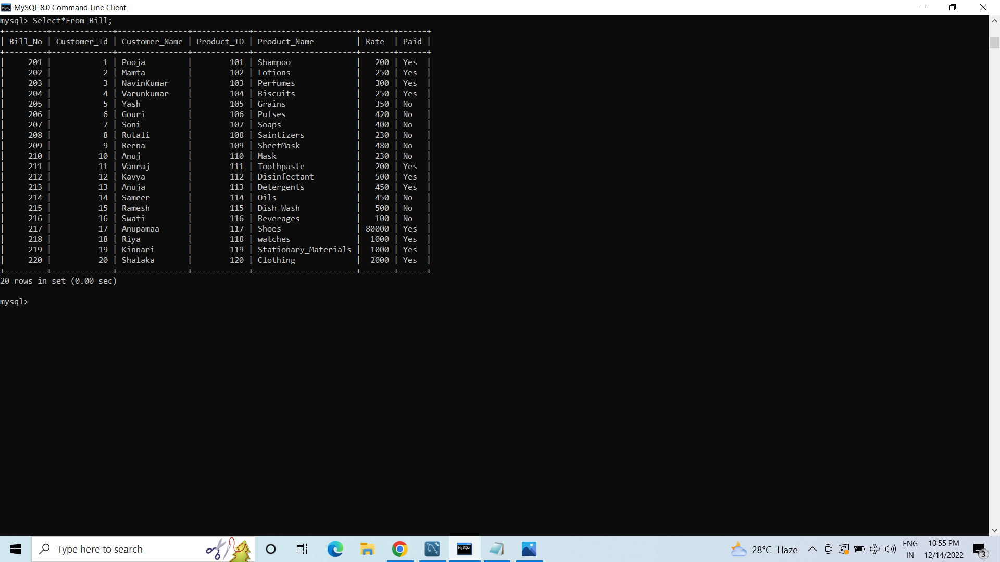 MySQL 8.0 Command Line Client
mysql> Select*From Bill;
+---------+-------------+---------------+------------+----------------------+-------+------+
| Bill_No | Customer_Id | Customer_Name | Product_ID | Product_Name         | Rate  | Paid |
+---------+-------------+---------------+------------+----------------------+-------+------+
|     201 |           1 | Pooja         |        101 | Shampoo              |   200 | Yes  |
|     202 |           2 | Mamta         |        102 | Lotions              |   250 | Yes  |
|     203 |           3 | NavinKumar    |        103 | Perfumes             |   300 | Yes  |
|     204 |           4 | Varunkumar    |        104 | Biscuits             |   250 | Yes  |
|     205 |           5 | Yash          |        105 | Grains               |   350 | No   |
|     206 |           6 | Gouri         |        106 | Pulses               |   420 | No   |
|     207 |           7 | Soni          |        107 | Soaps                |   400 | No   |
|     208 |           8 | Rutali        |        108 | Saintizers           |   230 | No   |
|     209 |           9 | Reena         |        109 | SheetMask            |   480 | No   |
|     210 |          10 | Anuj          |        110 | Mask                 |   230 | No   |
|     211 |          11 | Vanraj        |        111 | Toothpaste           |   200 | Yes  |
|     212 |          12 | Kavya         |        112 | Disinfectant         |   500 | Yes  |
|     213 |          13 | Anuja         |        113 | Detergents           |   450 | Yes  |
|     214 |          14 | Sameer        |        114 | Oils                 |   450 | No   |
|     215 |          15 | Ramesh        |        115 | Dish_Wash            |   500 | No   |
|     216 |          16 | Swati         |        116 | Beverages            |   100 | No   |
|     217 |          17 | Anupamaa      |        117 | Shoes                | 80000 | Yes  |
|     218 |          18 | Riya          |        118 | watches              |  1000 | Yes  |
|     219 |          19 | Kinnari       |        119 | Stationary_Materials |  1000 | Yes  |
|     220 |          20 | Shalaka       |        120 | Clothing             |  2000 | Yes  |
+---------+-------------+---------------+------------+----------------------+-------+------+
20 rows in set (0.00 sec)
mysql>
Type here to search
28°C Haze
ENG
IN
10:55 PM
12/14/2022
3